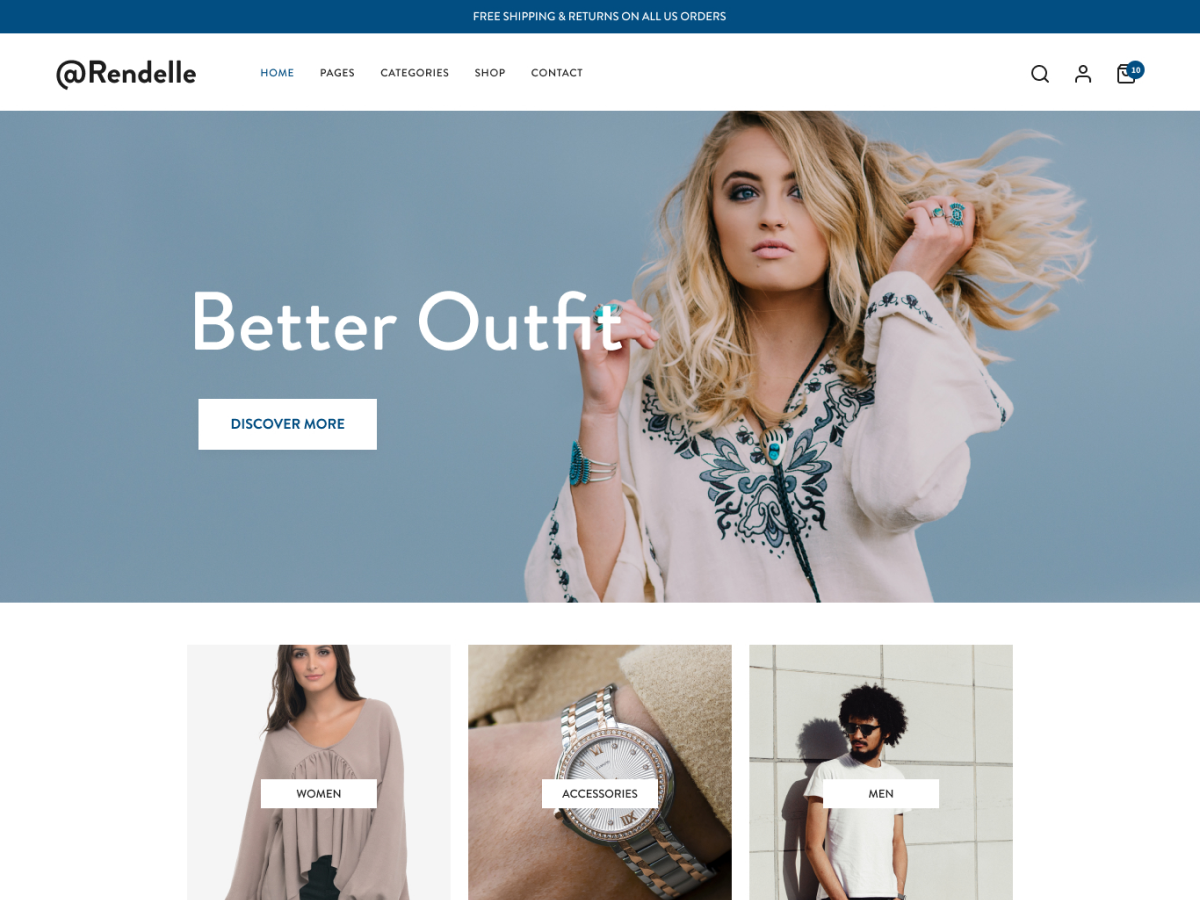 FREE SHIPPING & RETURNS ON ALL US ORDERS
@Rendelle
HOME PAGES CATEGORIES SHOP CONTACT
10
Better Outfit
DISCOVER MORE
WOMEN
ACCESSORIES
MEN